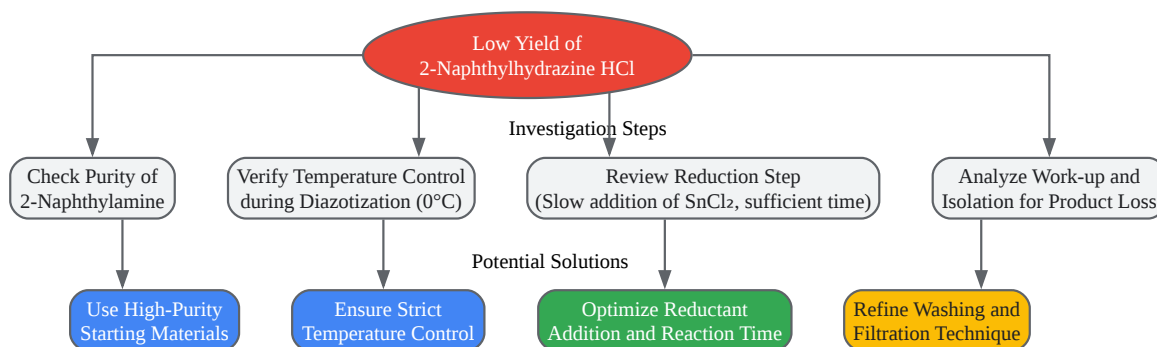 Low Yield of
2-Naphthylhydrazine HCl
Investigation Steps
Check Purity of
2-Naphthylamine
Verify Temperature Control
during Diazotization (0°C)
Review Reduction Step
(Slow addition of SnCl₂, sufficient time)
Analyze Work-up and
Isolation for Product Loss
Potential Solutions
Use High-Purity
Starting Materials
Ensure Strict
Temperature Control
Optimize Reductant
Addition and Reaction Time
Refine Washing and
Filtration Technique